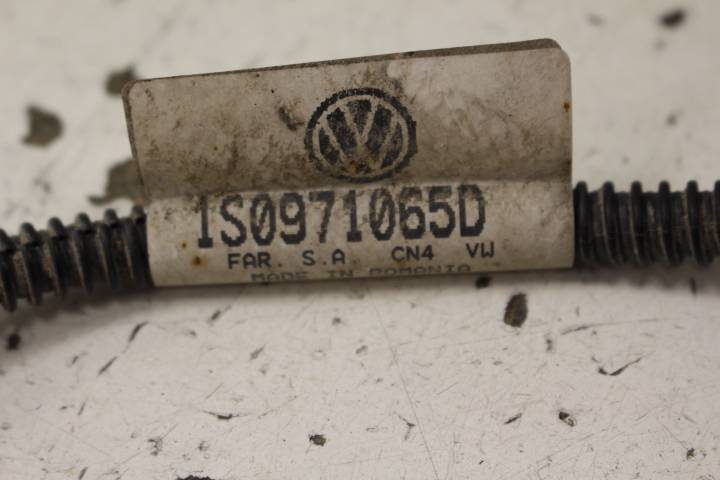 1S0971065D
FAR. S.A CN4 VW
MADE IN ROMANIA